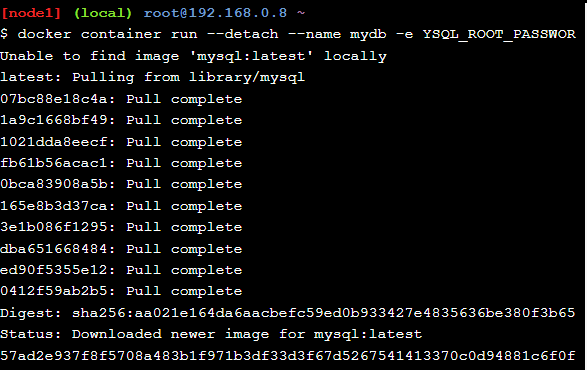 [node1] (local) root@192.168.0.8 ~
$ docker container run --detach --name mydb -e YSQL_ROOT_PASSWOR
Unable to find image 'mysql:latest' locally
latest: Pulling from library/mysql
07bc88e18c4a: Pull complete
1a9c1668bf49: Pull complete
1021dda8eecf: Pull complete
fb61b56acac1: Pull complete
0bca83908a5b: Pull complete
165e8b3d37ca: Pull complete
3e1b086f1295: Pull complete
dba651668484: Pull complete
ed90f5355e12: Pull complete
0412f59ab2b5: Pull complete
Digest: sha256:aa021e164da6aacbefc59ed0b933427e4835636be380f3b65
Status: Downloaded newer image for mysql:latest
57ad2e937f8f5708a483b1f971b3df33d3f67d5267541413370c0d94881c6f0f